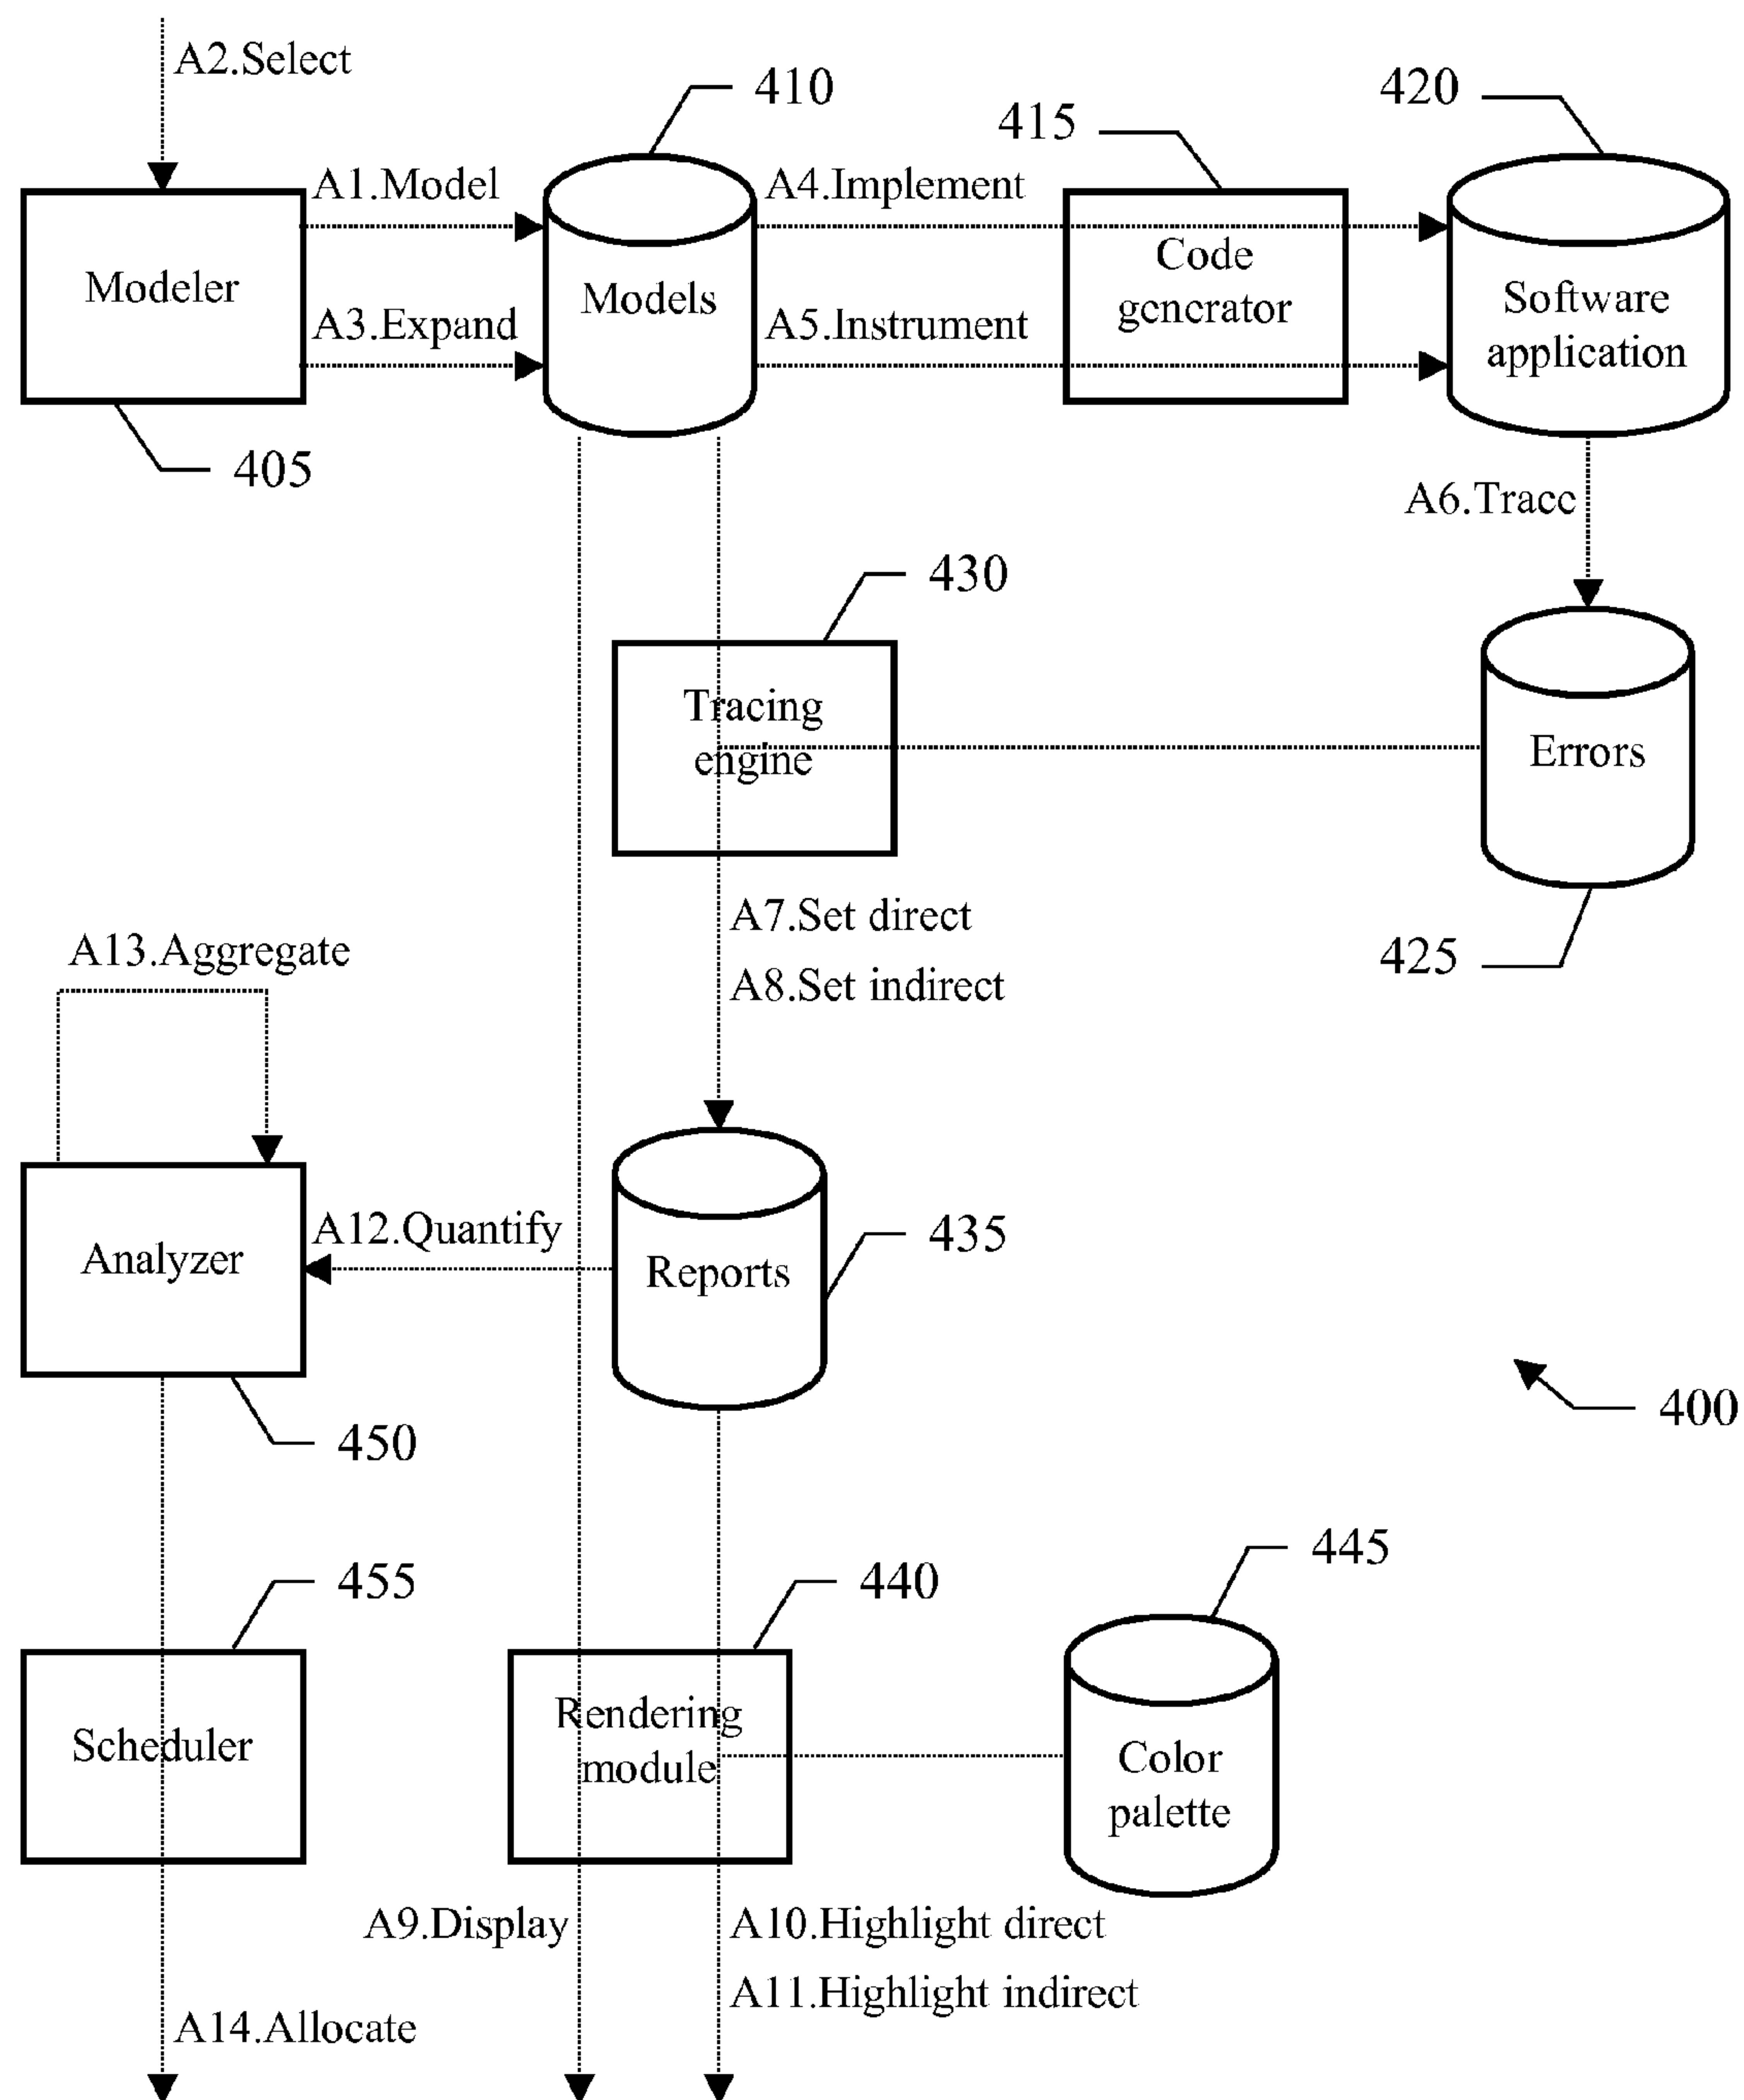 A2.Select
410
420
415
A1.Model
A4.Implement
Modeler
Models
Code
generator
Software
application
A3.Expand
A5.Instrument
405
A6.Trace
430
Tracing
engine
Errors
A7.Set direct
A8.Set indirect
425
A13.Aggregate
A12.Quantify
Analyzer
Reports
435
400
450
455
440
445
Scheduler
Rendering
module
Color
palette
A9.Display
A10.Highlight direct
A11.Highlight indirect
A14.Allocate